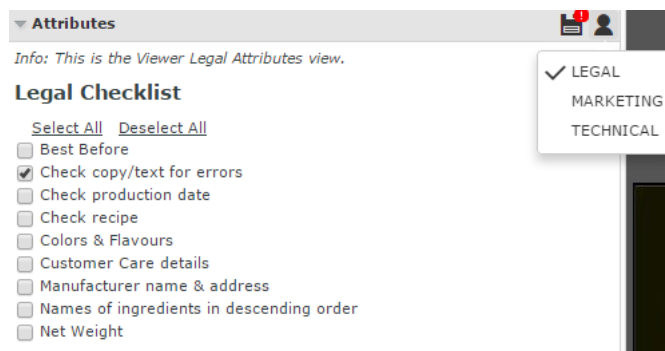 Attributes
Info: This is the Viewer Legal Attributes view.
LEGAL
MARKETING
TECHNICAL
Legal Checklist
Select All Deselect All
Best Before
Check copy/text for errors
Check production date
Check recipe
Colors & Flavours
Customer Care details
Manufacturer name & address
Names of ingredients in descending order
Net Weight